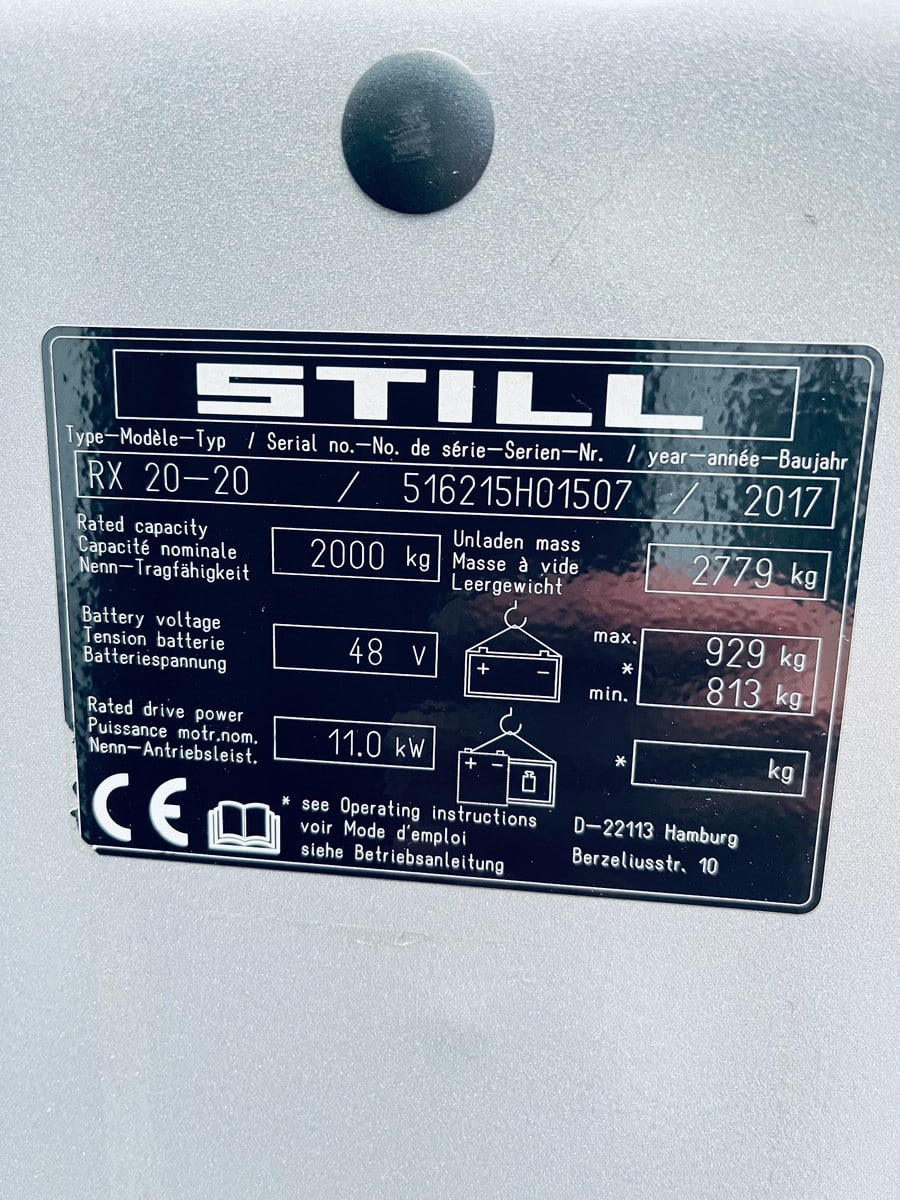 STILL
Type—Modèle—Typ / Serial no.—No. de série—Serien—Nr. / year—année—Baujahr
RX 20—20 / 516215H01507 / 2017
Rated capacity
Capacité nominale
Nenn—Tragfähigkeit
2000 kg
Unladen mass
Masse à vide
Leergewicht
2779 kg
Battery voltage
Tension batterie
Batteriespannung
48 V
+ —
max. 929 kg
*
min. 813 kg
Rated drive power
Puissance motr.nom.
Nenn—Antriebsleist.
11.0 kW
+ —
* kg
CE
* see Operating instructions
voir Mode d'emploi
siehe Betriebsanleitung
D—22113 Hamburg
Berzeliusstr. 10